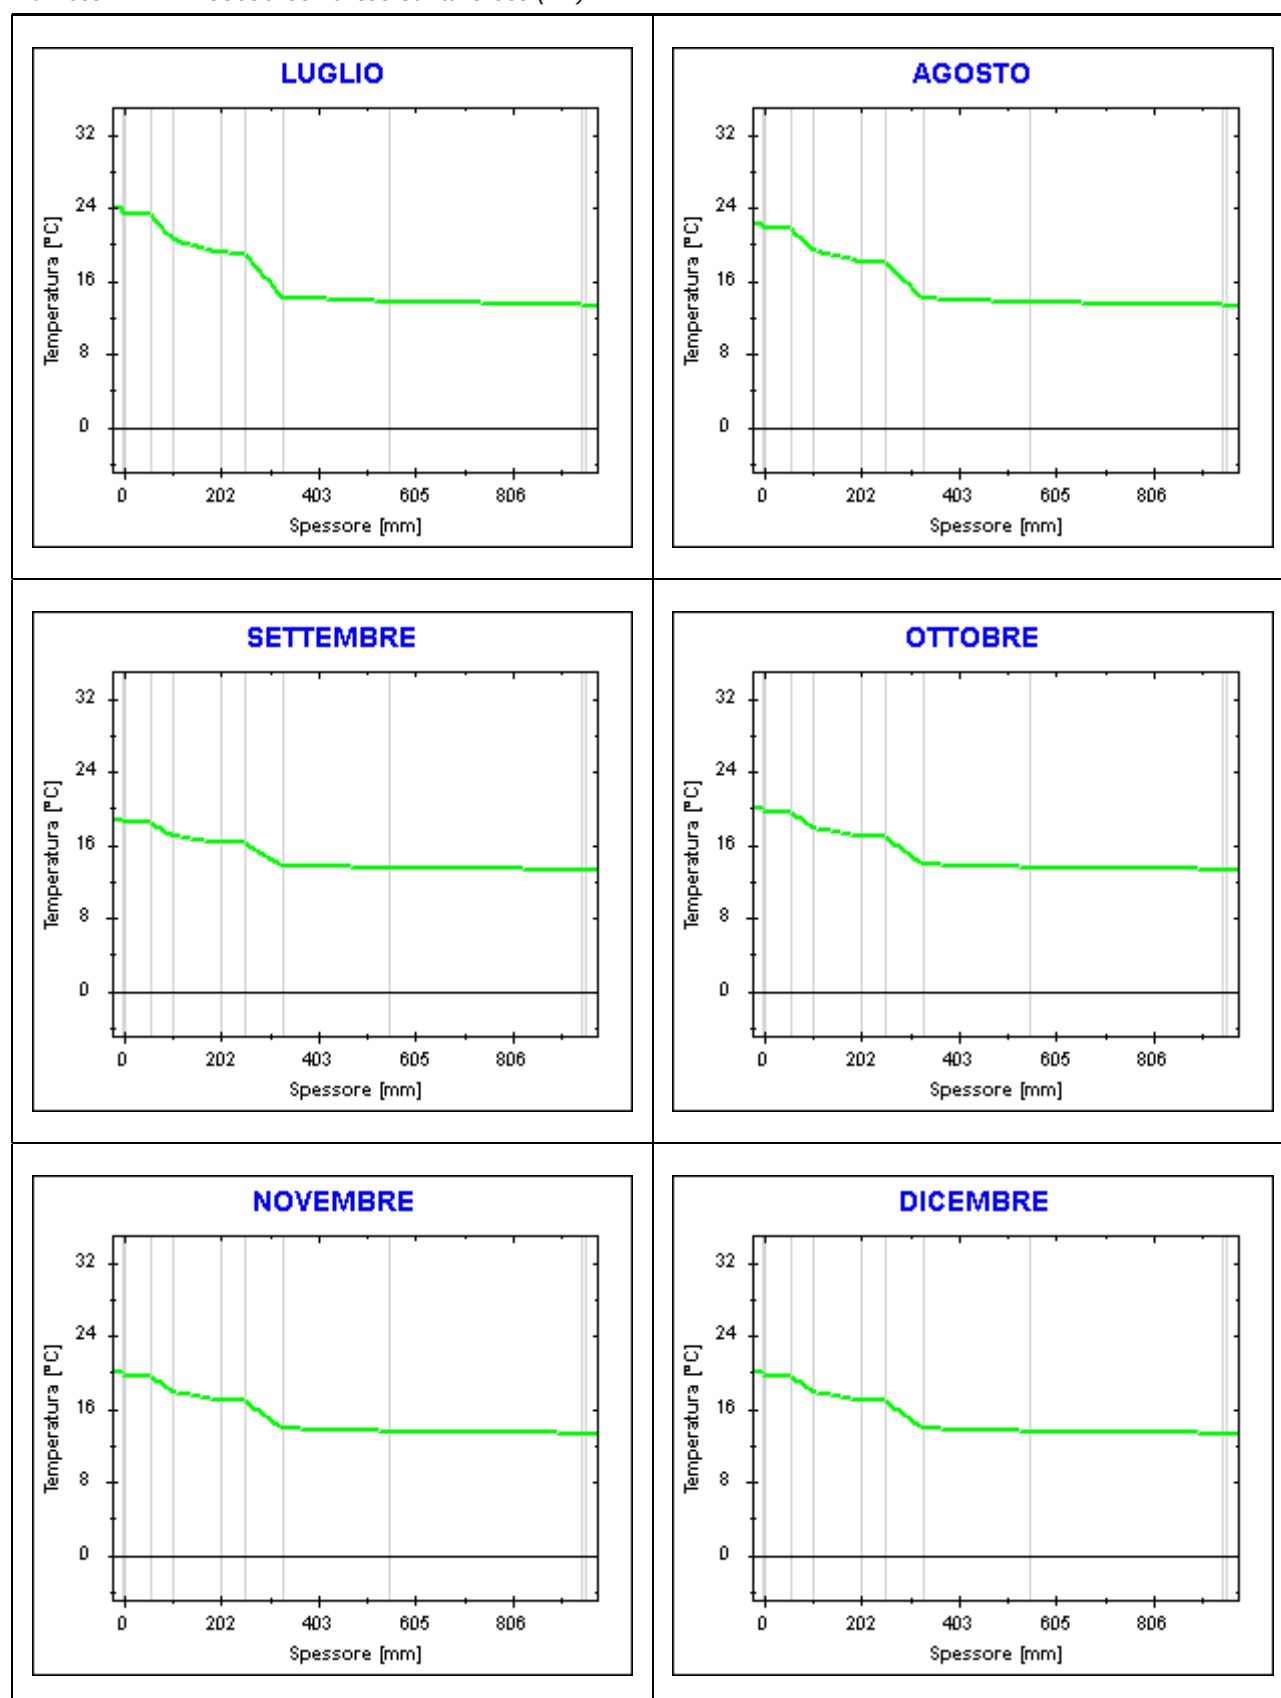 LUGLIO
32
24
16
8
0
Temperatura [°C]
0 202 403 605 806
Spessore [mm]
AGOSTO
32
24
16
8
0
Temperatura [°C]
0 202 403 605 806
Spessore [mm]
SETTEMBRE
32
24
16
8
0
Temperatura [°C]
0 202 403 605 806
Spessore [mm]
OTTOBRE
32
24
16
8
0
Temperatura [°C]
0 202 403 605 806
Spessore [mm]
NOVEMBRE
32
24
16
8
0
Temperatura [°C]
0 202 403 605 806
Spessore [mm]
DICEMBRE
32
24
16
8
0
Temperatura [°C]
0 202 403 605 806
Spessore [mm]